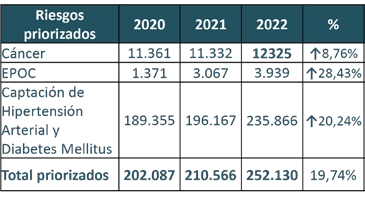 Riesgos priorizados 2020 2021 2022 %
Cáncer 11.361 11.332 12325 ↑8,76%
EPOC 1.371 3.067 3.939 ↑28,43%
Captación de
Hipertensión
Arterial y
Diabetes Mellitus 189.355 196.167 235.866 ↑20,24%
Total priorizados 202.087 210.566 252.130 19,74%